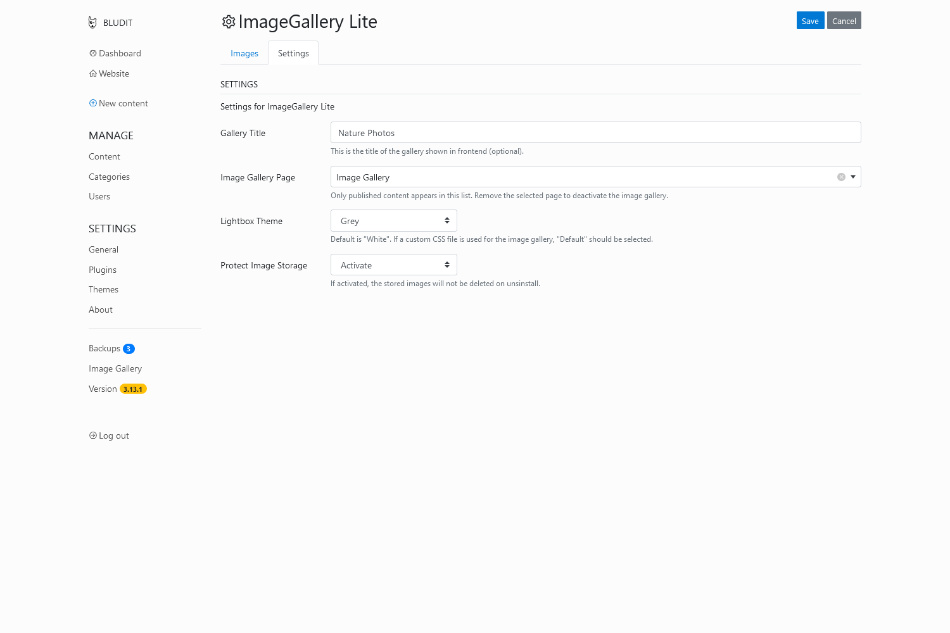 BLUDIT
Dashboard
Website
New content
MANAGE
Content
Categories
Users
SETTINGS
General
Plugins
Themes
About
Backups 3
Image Gallery
Version 3.13.1
Log out
ImageGallery Lite
Save Cancel
Images Settings
SETTINGS
Settings for ImageGallery Lite
Gallery Title Nature Photos
This is the title of the gallery shown in frontend (optional).
Image Gallery Page Image Gallery
Only published content appears in this list. Remove the selected page to deactivate the image gallery.
Lightbox Theme Grey
Default is "White". If a custom CSS file is used for the image gallery, "Default" should be selected.
Protect Image Storage Activate
If activated, the stored images will not be deleted on unsinstall..